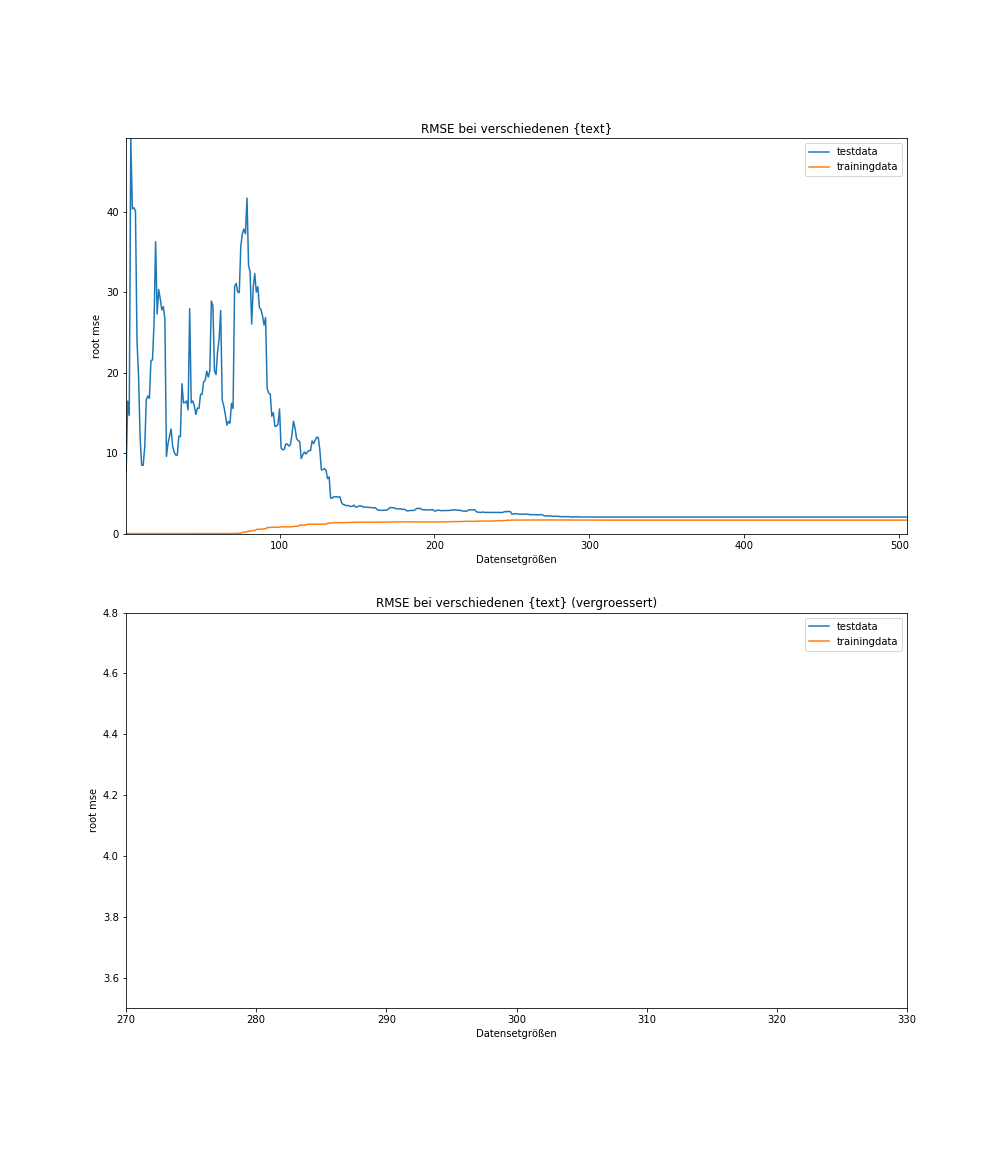 RMSE bei verschiedenen {text}
testdata
trainingdata
40
30
20
10
0
root mse
100
200
300
400
500
Datensetgrößen
RMSE bei verschiedenen {text} (vergroessert)
testdata
trainingdata
4.8
4.6
4.4
4.2
4.0
3.8
3.6
root mse
270
280
290
300
310
320
330
Datensetgrößen